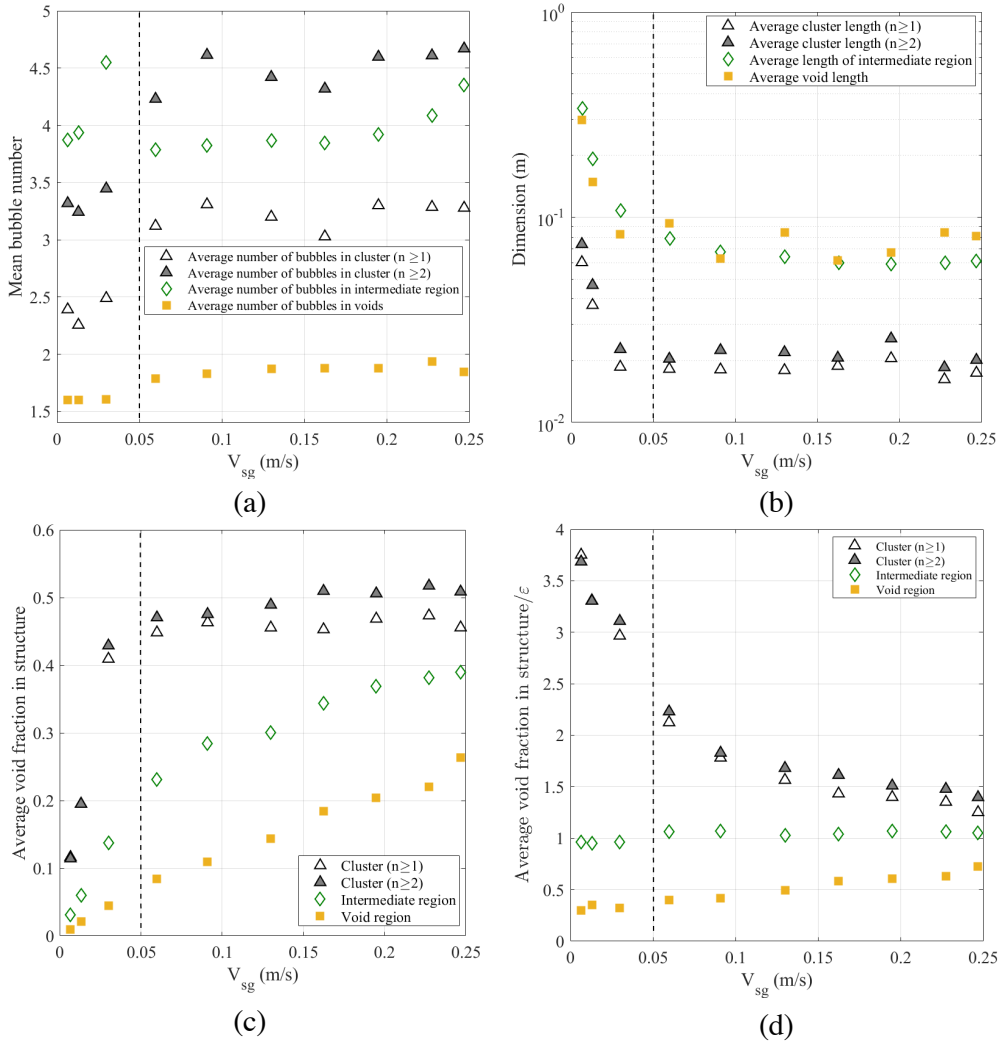 5
4.5
4
3.5
3
2.5
2
1.5
Mean bubble number
Average number of bubbles in cluster (n ≥1)
Average number of bubbles in cluster (n ≥2)
Average number of bubbles in intermediate region
Average number of bubbles in voids
0 0.05 0.1 0.15 0.2 0.25
V_sg (m/s)
(a)
10^0
10^-1
10^-2
Dimension (m)
Average cluster length (n≥1)
Average cluster length (n≥2)
Average length of intermediate region
Average void length
0 0.05 0.1 0.15 0.2 0.25
V_sg (m/s)
(b)
0.6
0.5
0.4
0.3
0.2
0.1
0
Average void fraction in structure
Cluster (n≥1)
Cluster (n≥2)
Intermediate region
Void region
0 0.05 0.1 0.15 0.2 0.25
V_sg (m/s)
(c)
4
3.5
3
2.5
2
1.5
1
0.5
0
Average void fraction in structure/ε
Cluster (n≥1)
Cluster (n≥2)
Intermediate region
Void region
0 0.05 0.1 0.15 0.2 0.25
V_sg (m/s)
(d)